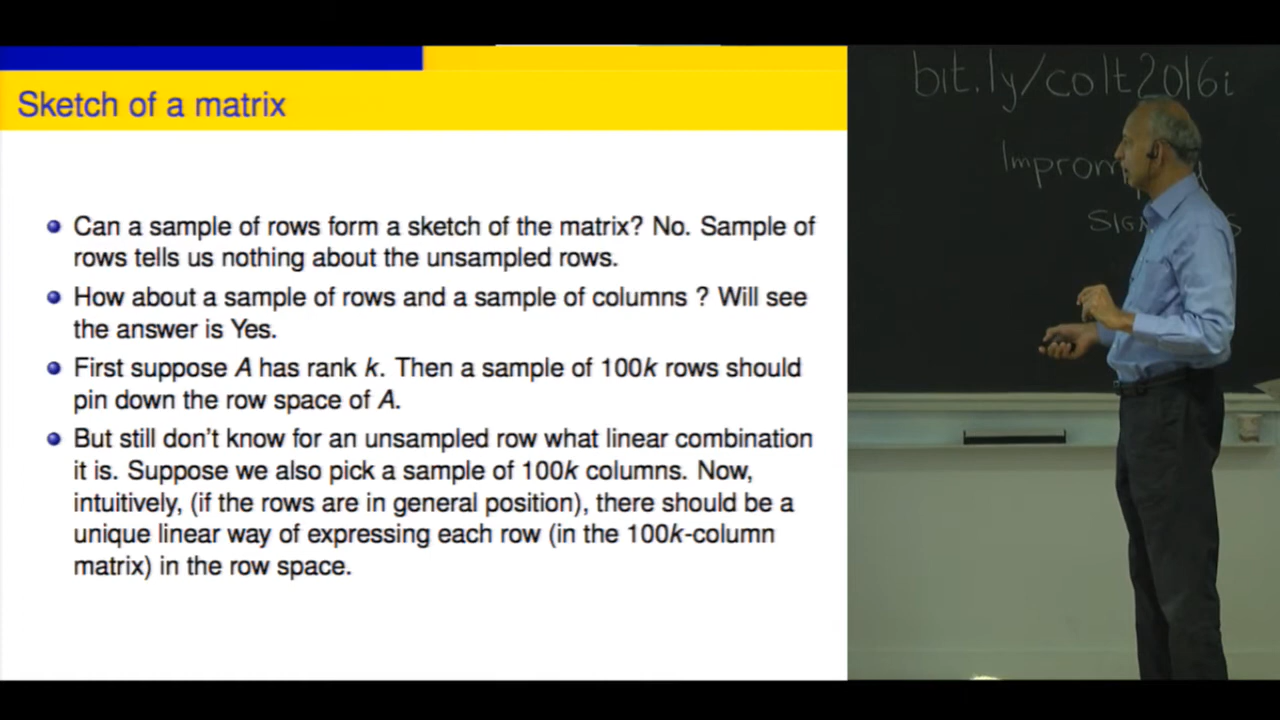 Sketch of a matrix
Can a sample of rows form a sketch of the matrix? No. Sample of
rows tells us nothing about the unsampled rows.
How about a sample of rows and a sample of columns ? Will see
the answer is Yes.
First suppose A has rank k. Then a sample of 100k rows should
pin down the row space of A.
But still don't know for an unsampled row what linear combination
it is. Suppose we also pick a sample of 100k columns. Now,
intuitively, (if the rows are in general position), there should be a
unique linear way of expressing each row (in the 100k-column
matrix) in the row space.
bit.ly/colt2016i